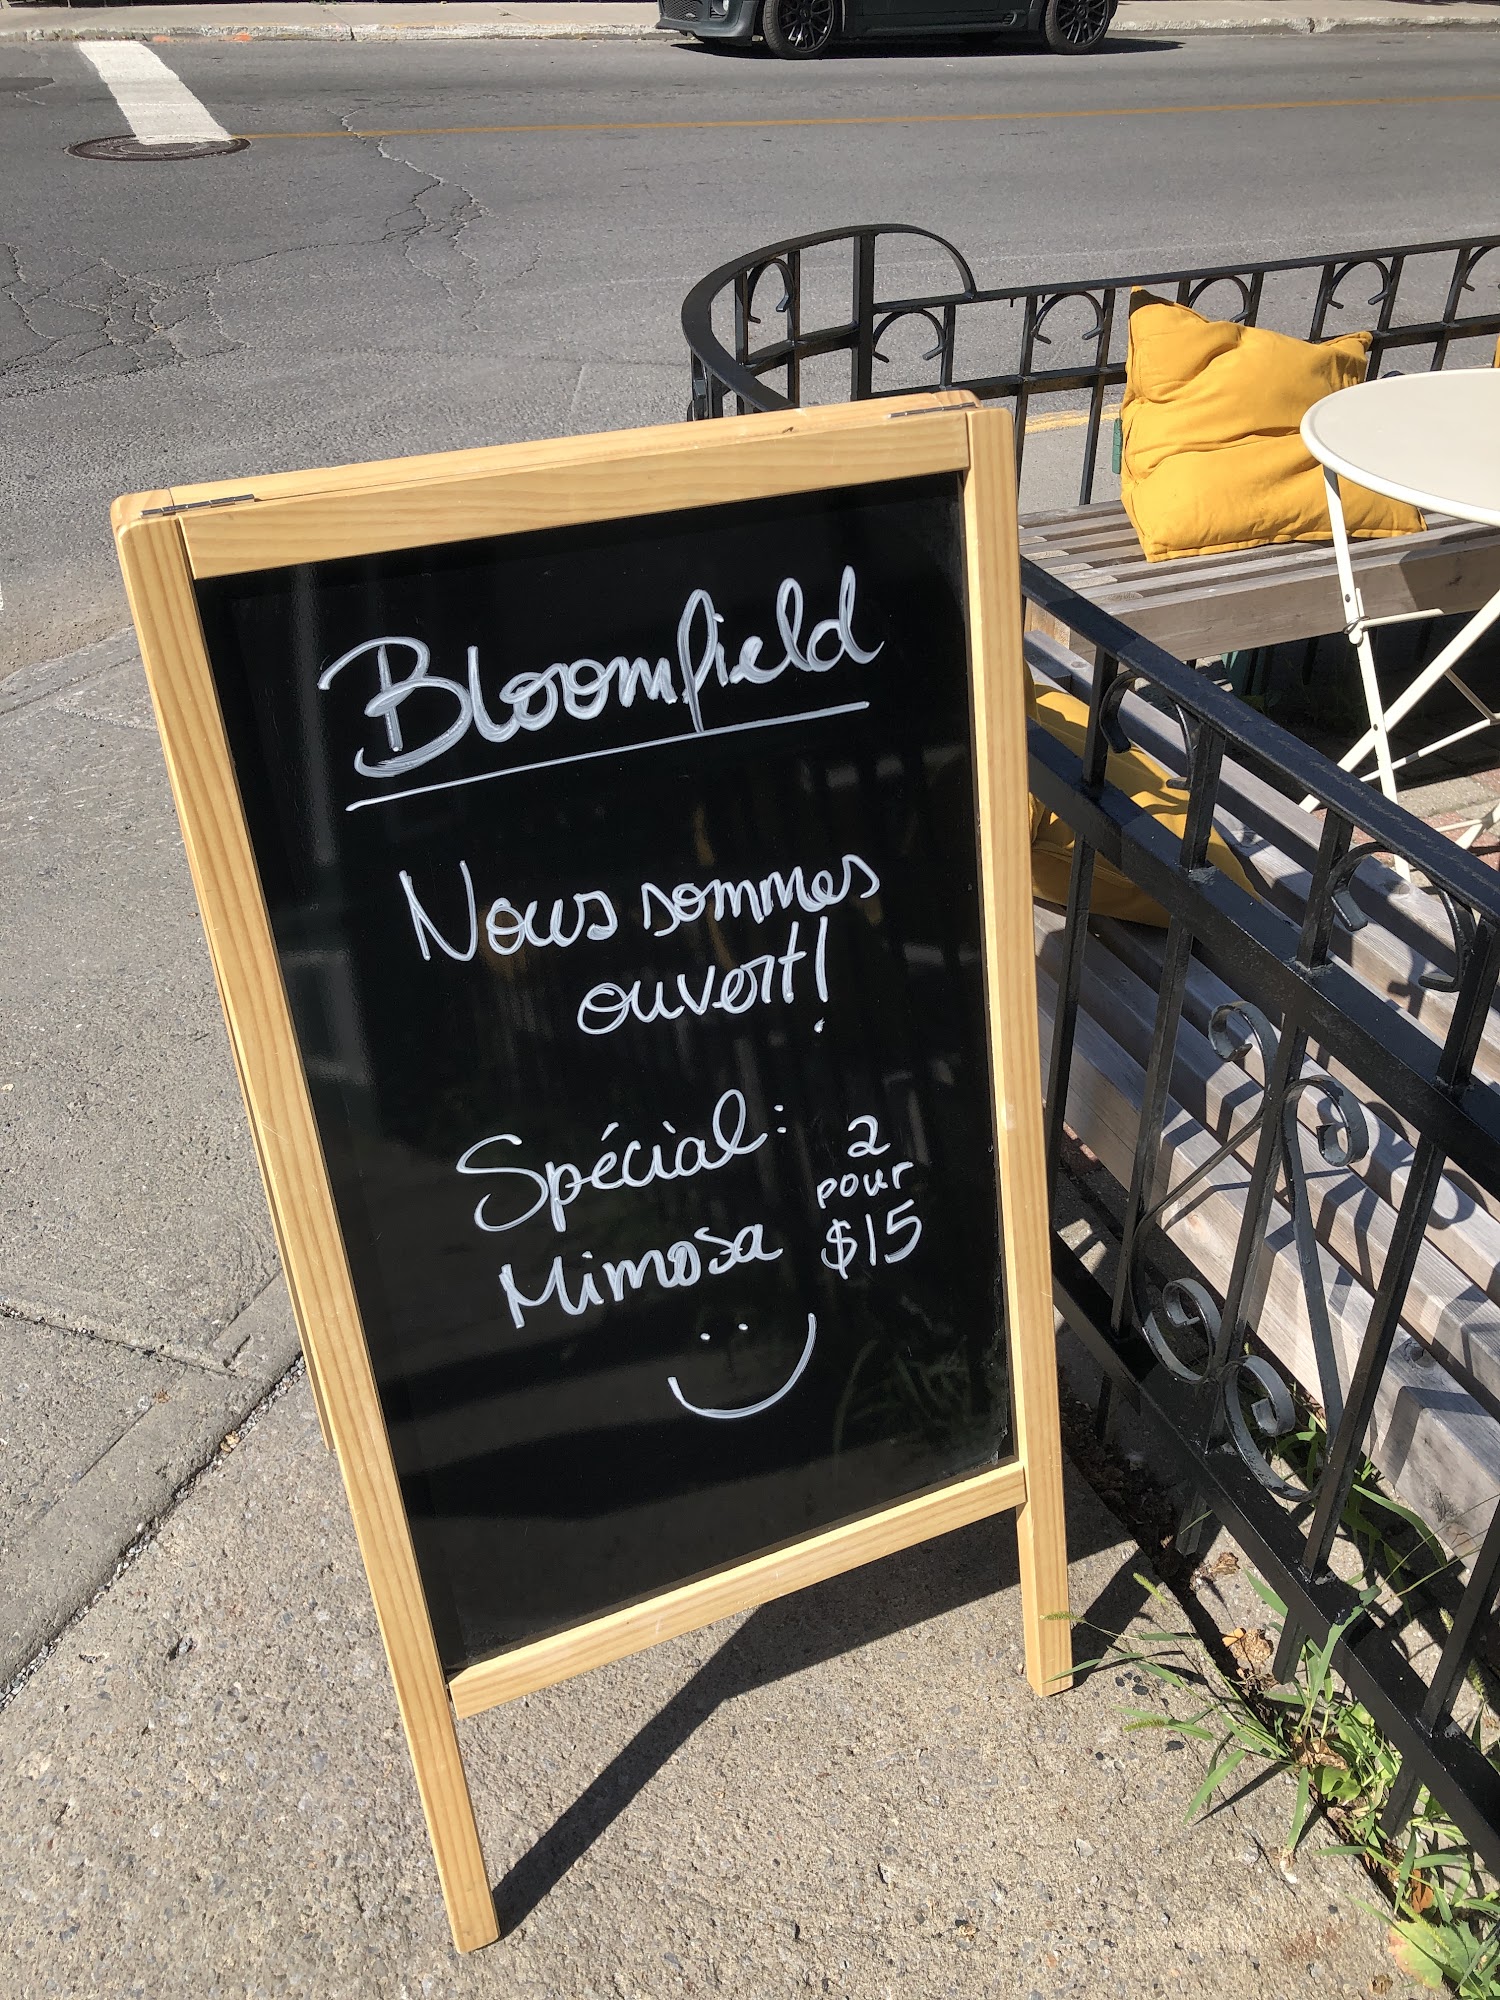 Bloomfield
Nous sommes
ouvert!
Spécial: 2
pour
Mimosa $15